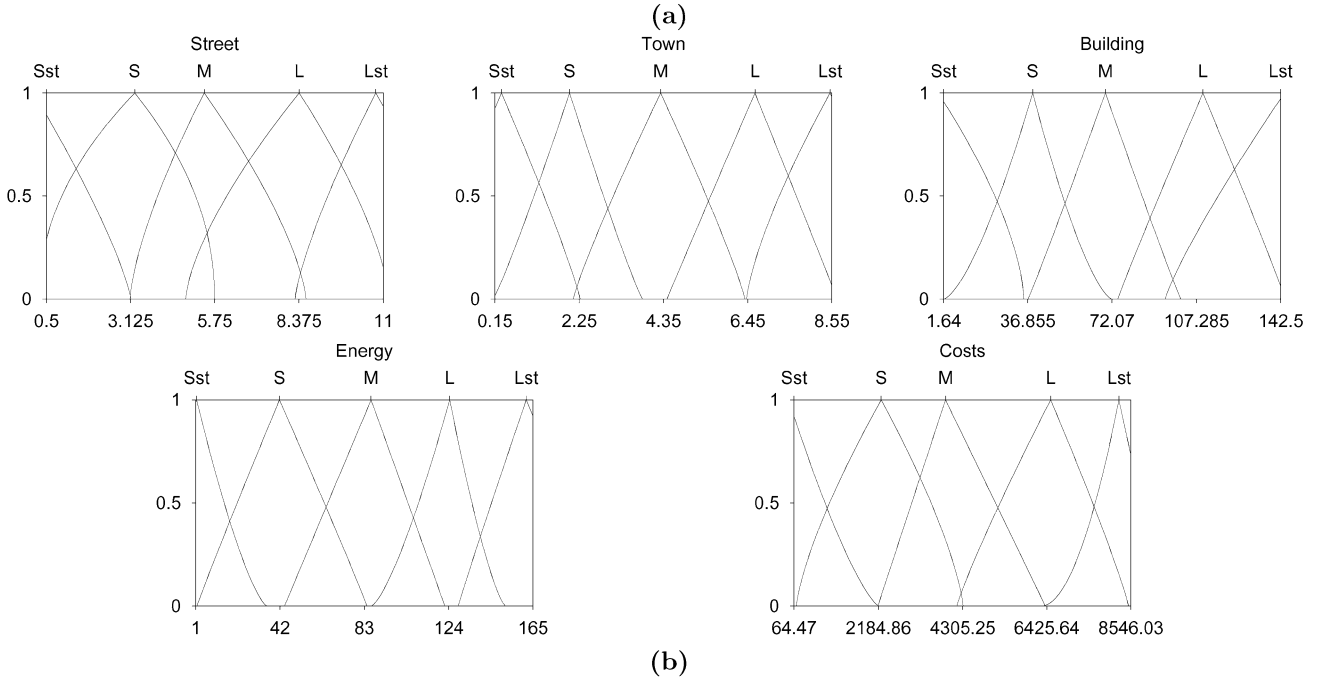 (a)
Street Town Building
Sst S M L Lst Sst S M L Lst Sst S M L Lst
1 1 1
0.5 0.5 0.5
0 0 0
0.5 3.125 5.75 8.375 11 0.15 2.25 4.35 6.45 8.55 1.64 36.855 72.07 107.285 142.5
Energy Costs
Sst S M L Lst Sst S M L Lst
1 1
0.5 0.5
0 0
1 42 83 124 165 64.47 2184.86 4305.25 6425.64 8546.03
(b)